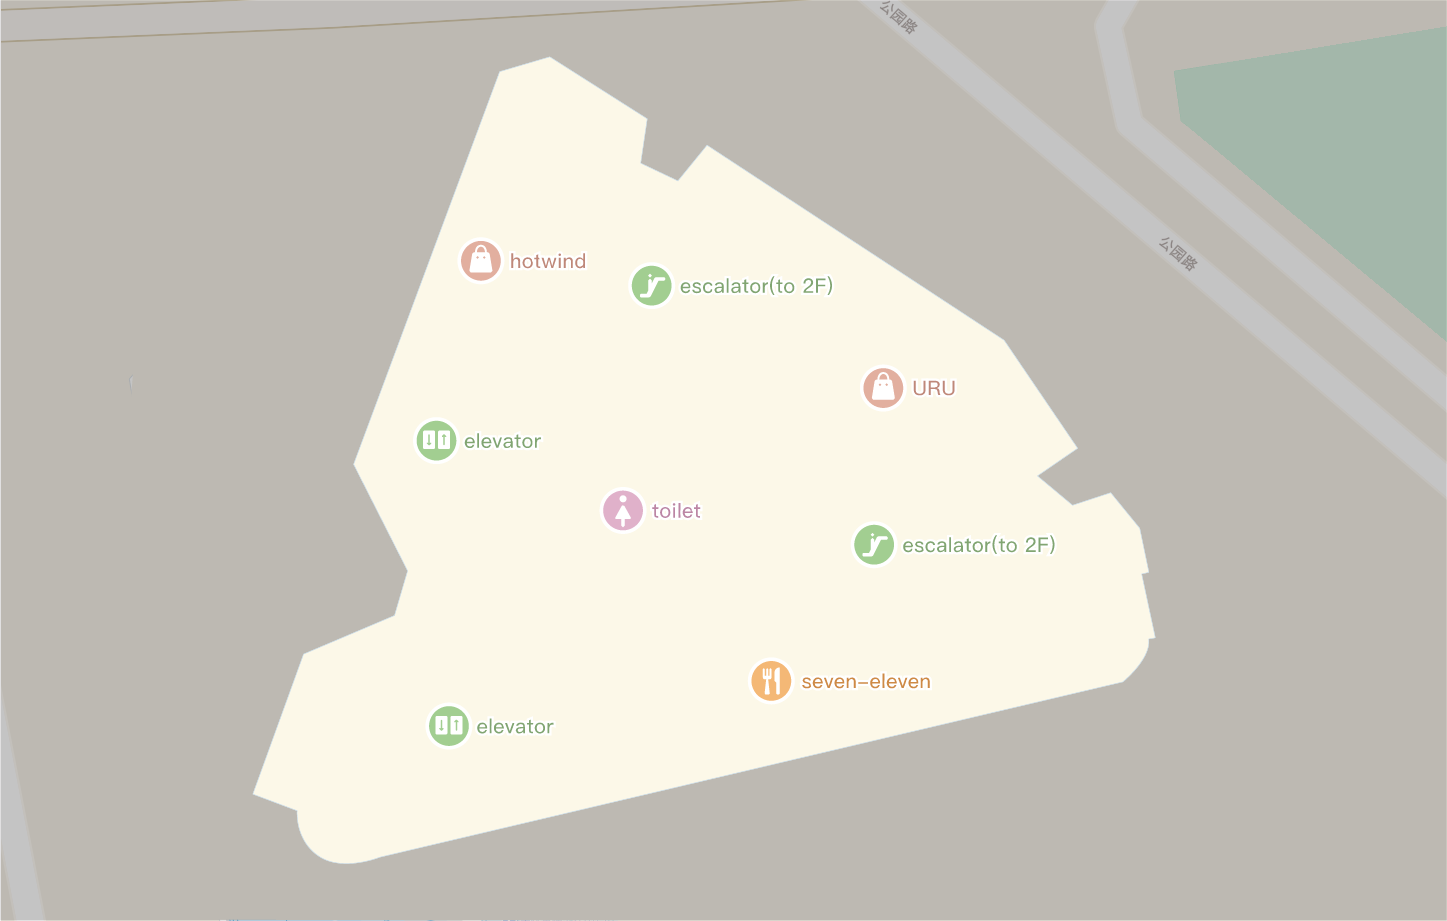 公园路
公园路
hotwind
escalator(to 2F)
URU
elevator
toilet
escalator(to 2F)
seven-eleven
elevator